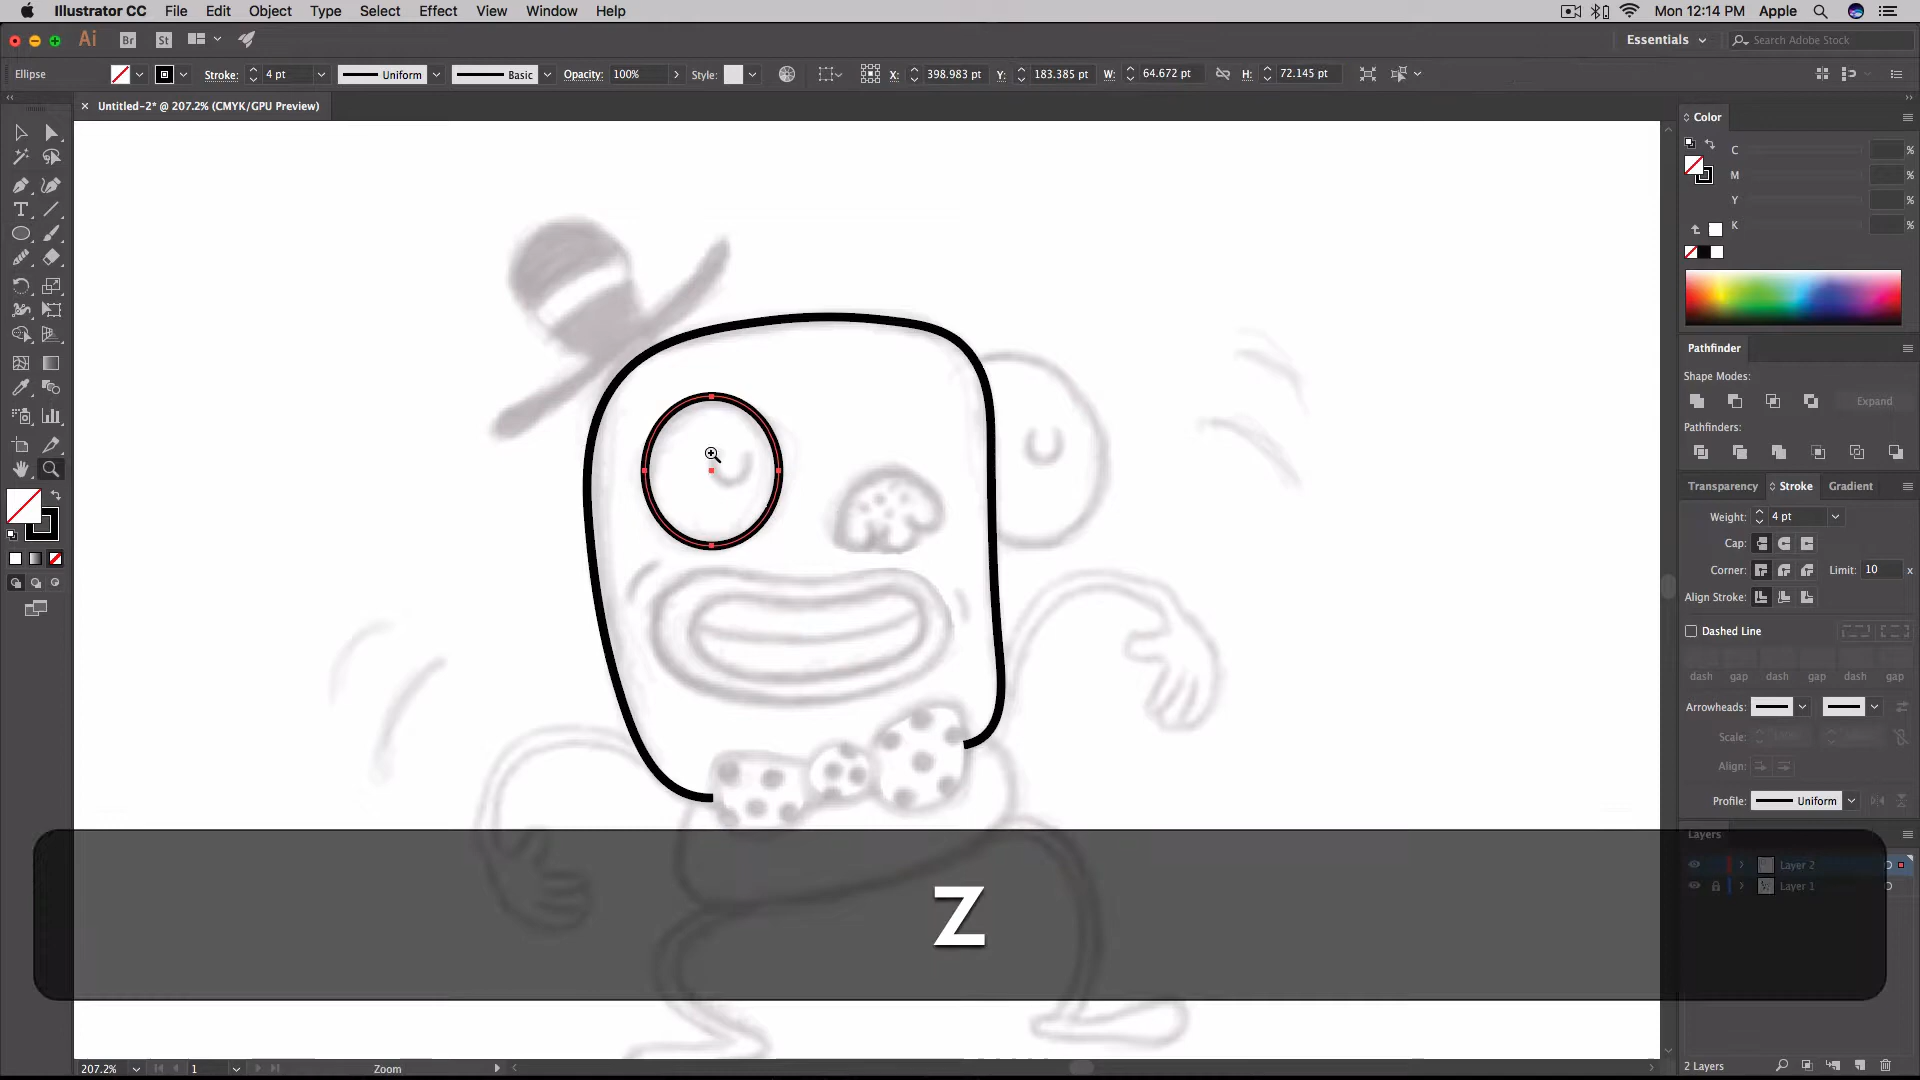 Illustrator CC File Edit Object Type Select Effect View Window Help Mon 12:14 PM Apple
Ai Br St Essentials Search Adobe Stock
Ellipse Stroke: 4 pt Uniform Basic Opacity: 100% Style: X: 398.983 pt Y: 183.385 pt W: 64.672 pt H: 72.145 pt
× Untitled-2* @ 207.2% (CMYK/GPU Preview)
Color
C %
M %
Y %
K %
Pathfinder
Shape Modes:
Expand
Pathfinders:
Transparency Stroke Gradient
Weight: 4 pt
Cap:
Corner: Limit: 10 x
Align Stroke:
Dashed Line
dash gap dash gap dash gap
Arrowheads:
Scale:
Align:
Profile: Uniform
Layers
Layer 2
Layer 1
Z
207.2% 1 Zoom 2 Layers